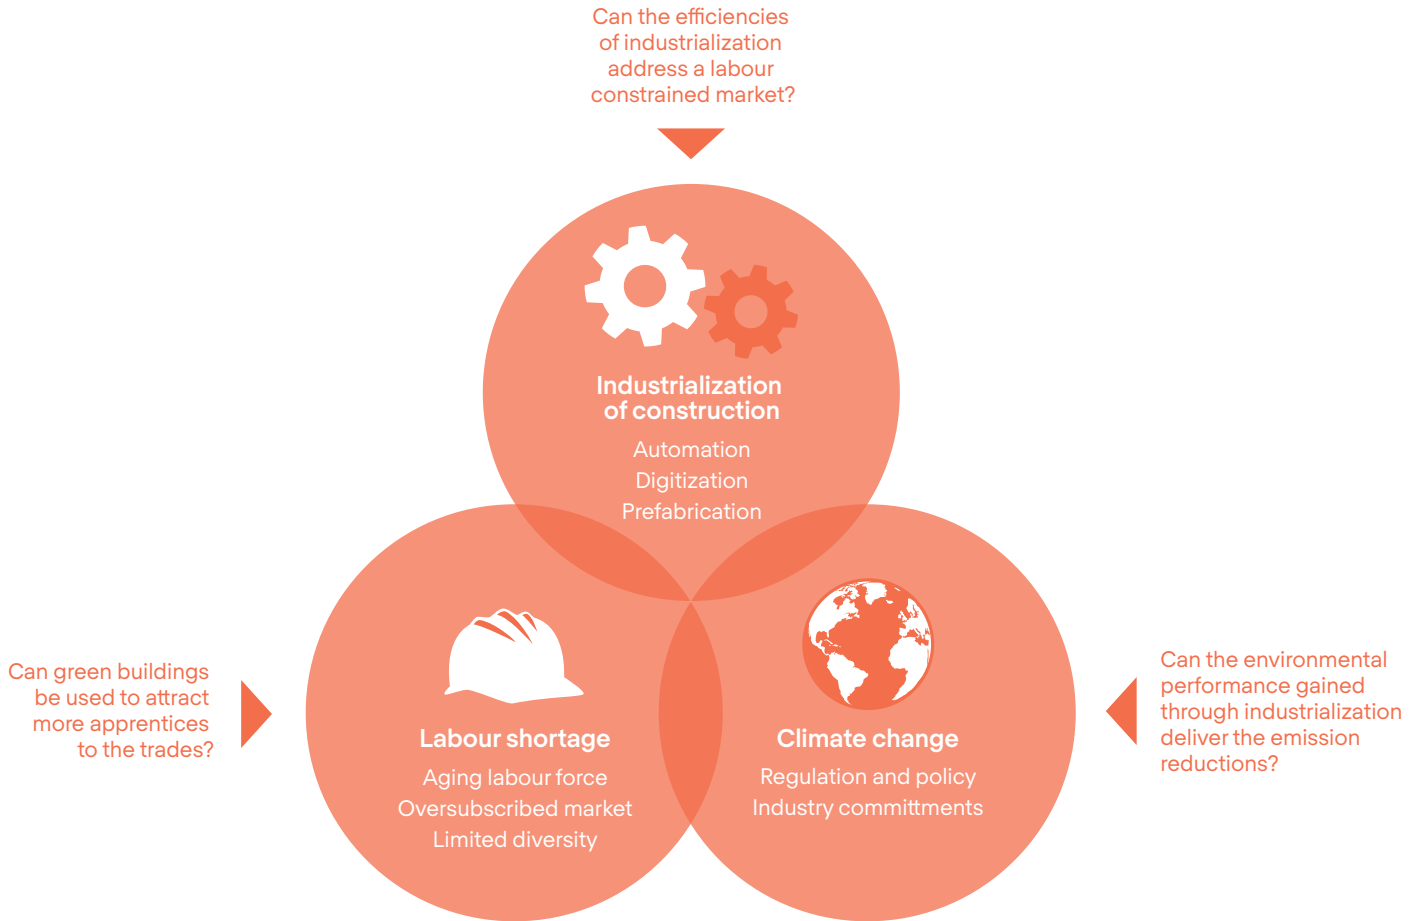 Can the efficiencies
of industrialization
address a labour
constrained market?
Industrialization
of construction
Automation
Digitization
Prefabrication
Can green buildings
be used to attract
more apprentices
to the trades?
Labour shortage
Aging labour force
Oversubscribed market
Limited diversity
Climate change
Regulation and policy
Industry committments
Can the environmental
performance gained
through industrialization
deliver the emission
reductions?